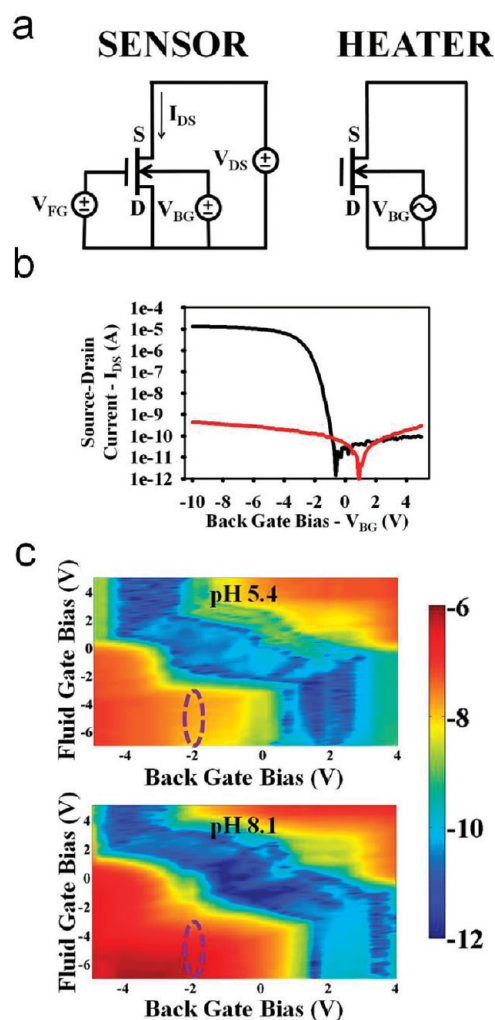 a
SENSOR HEATER
I_DS
S
V_DS
V_FG
D
V_BG
S
D
V_BG
b
Source-Drain
Current - I_DS (A)
1e-4
1e-5
1e-6
1e-7
1e-8
1e-9
1e-10
1e-11
1e-12
-10 -8 -6 -4 -2 0 2 4
Back Gate Bias - V_BG (V)
c
pH 5.4
Fluid Gate Bias (V)
4
2
0
-2
-4
-6
-4 -2 0 2 4
Back Gate Bias (V)
pH 8.1
Fluid Gate Bias (V)
4
2
0
-2
-4
-6
-4 -2 0 2 4
Back Gate Bias (V)
-6
-8
-10
-12